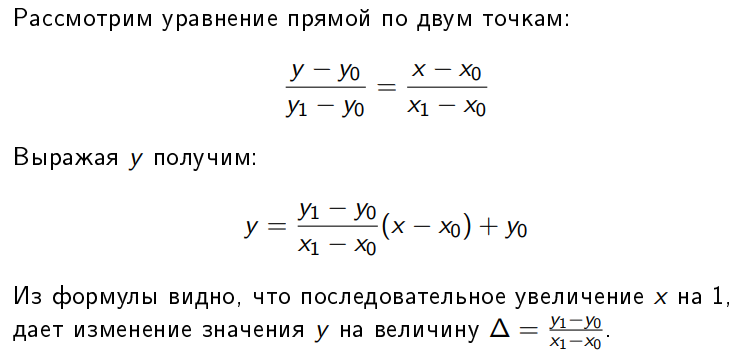 Рассмотрим уравнение прямой по двум точкам:
\frac{y - y_0}{y_1 - y_0} = \frac{x - x_0}{x_1 - x_0}
Выражая y получим:
y = \frac{y_1 - y_0}{x_1 - x_0}(x - x_0) + y_0
Из формулы видно, что последовательное увеличение x на 1,
дает изменение значения y на величину Δ = \frac{y_1 - y_0}{x_1 - x_0}.